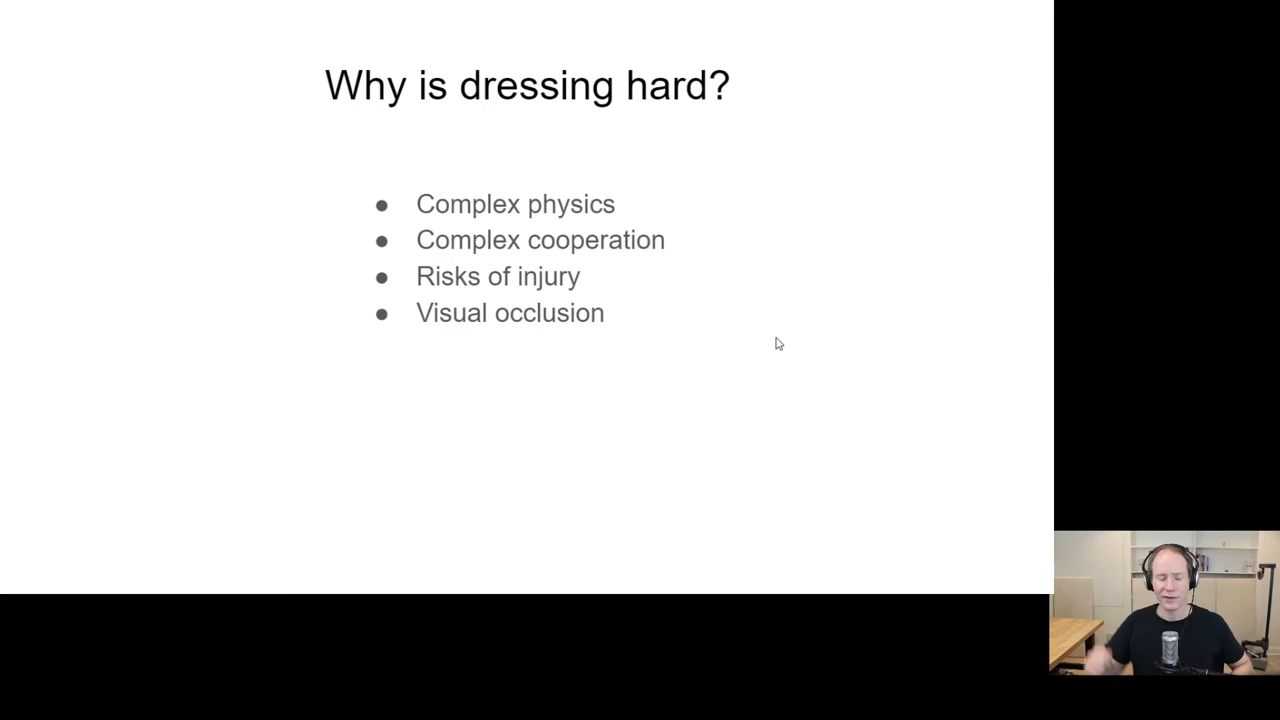 Why is dressing hard?
● Complex physics
● Complex cooperation
● Risks of injury
● Visual occlusion